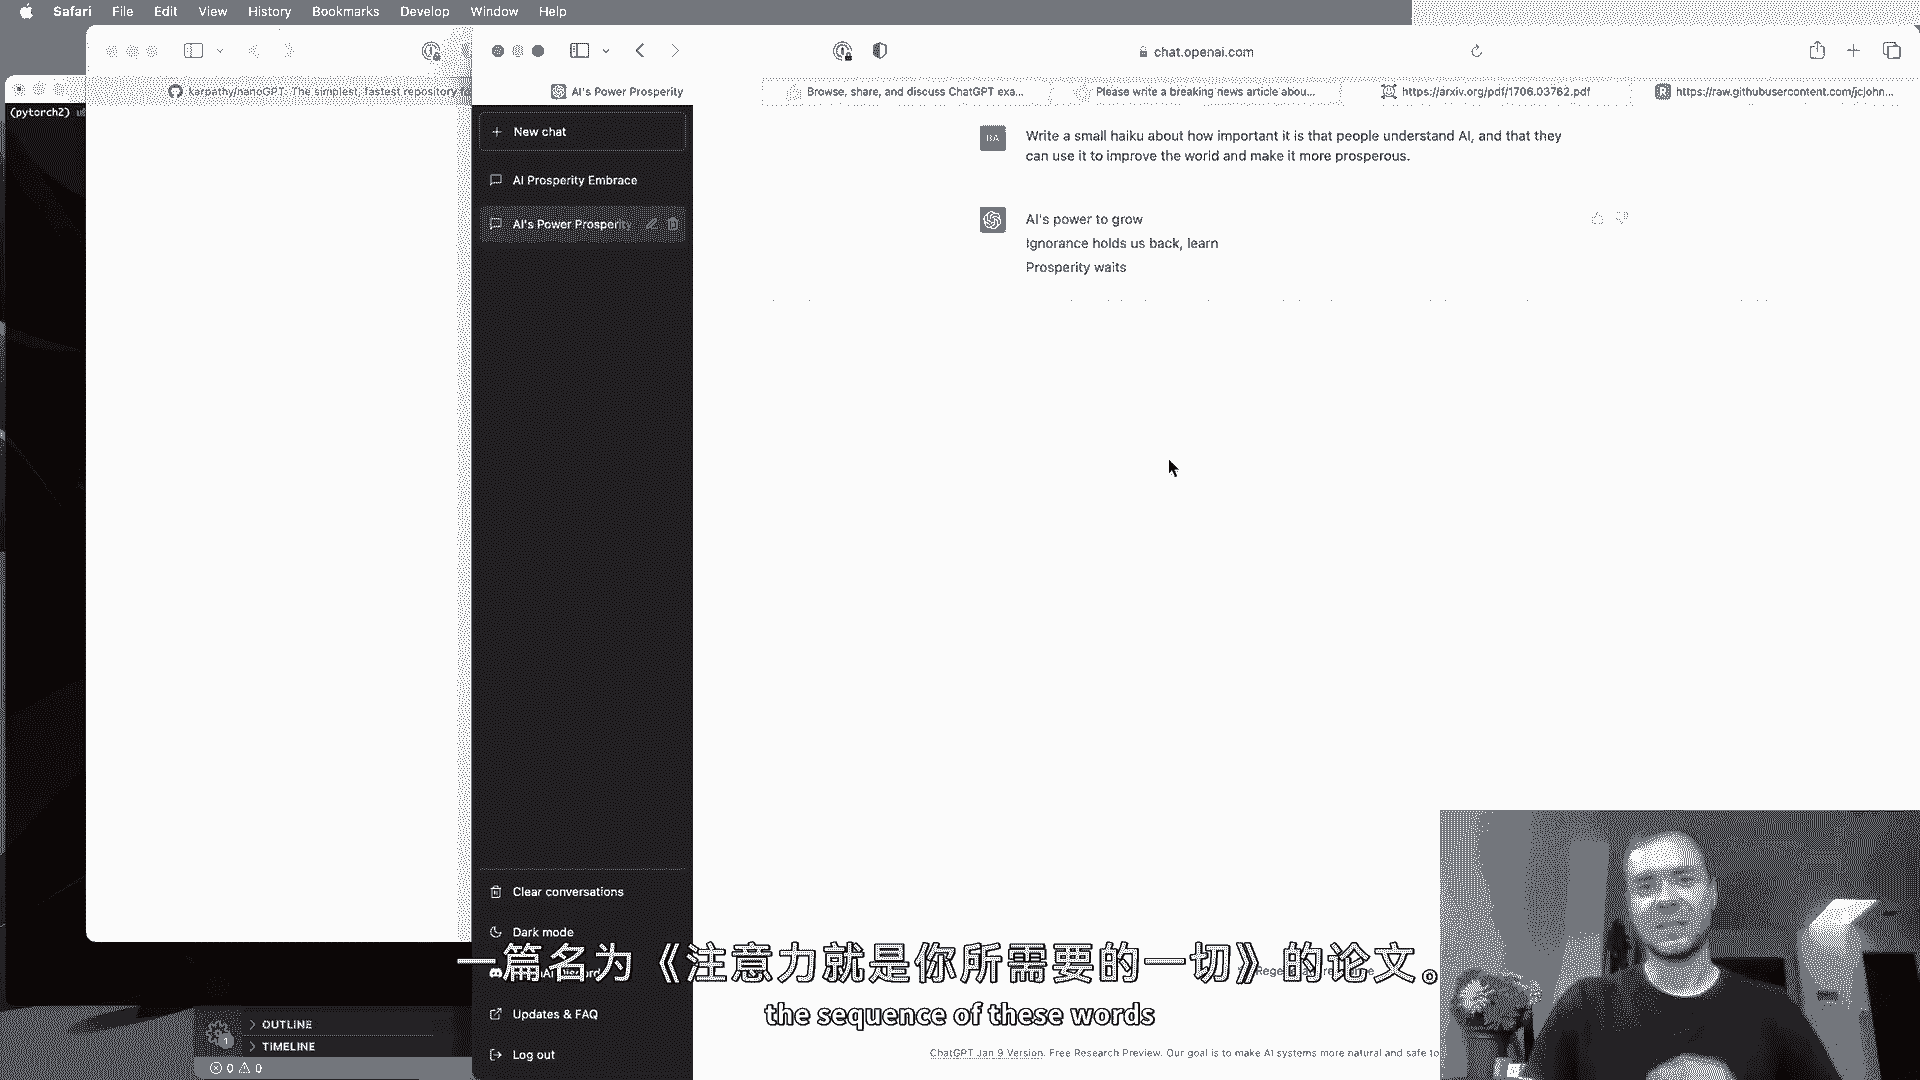 Safari File Edit View History Bookmarks Develop Window Help
chat.openai.com
karpathy/nanoGPT: The simplest, fastest repository fo
AI's Power Prosperity
Browse, share, and discuss ChatGPT exa...
Please write a breaking news article abou...
https://arxiv.org/pdf/1706.03762.pdf
https://raw.githubusercontent.com/jcjohn...
(pytorch2)
New chat
AI Prosperity Embrace
AI's Power Prosperity
BA
Write a small haiku about how important it is that people understand AI, and that they
can use it to improve the world and make it more prosperous.
AI's power to grow
Ignorance holds us back, learn
Prosperity waits
Clear conversations
Dark mode
Updates & FAQ
Log out
一篇名为《注意力就是你所需要的一切》的论文。
the sequence of these words
ChatGPT Jan 9 Version. Free Research Preview. Our goal is to make AI systems more natural and safe to
1
OUTLINE
TIMELINE
0 0